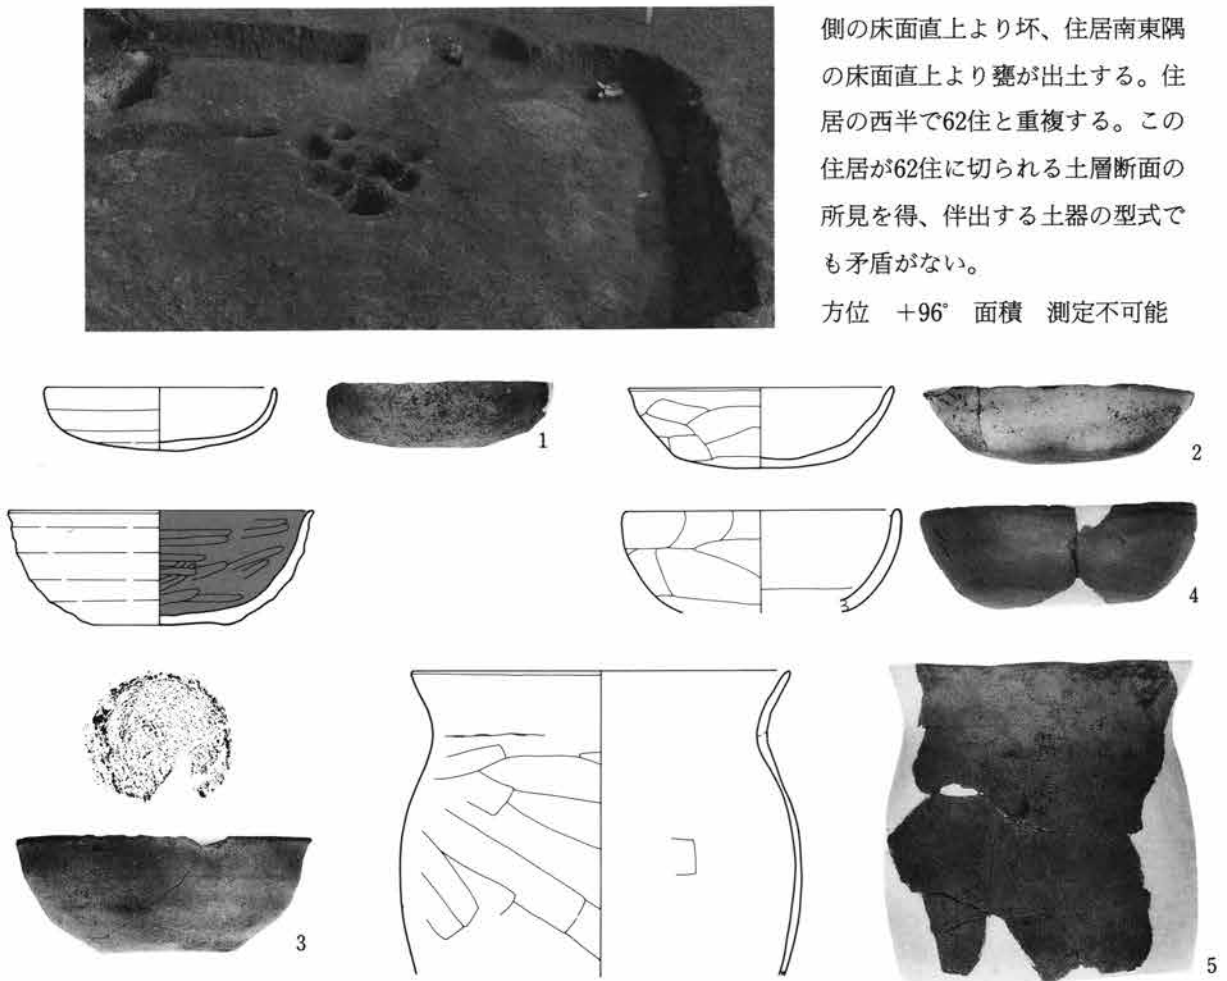 側の床面直上より坏、住居南東隅
の床面直上より甕が出土する。住
居の西半で62住と重複する。この
住居が62住に切られる土層断面の
所見を得、伴出する土器の型式で
も矛盾がない。
方位　＋96°　面積　測定不可能
1
2
4
3
5